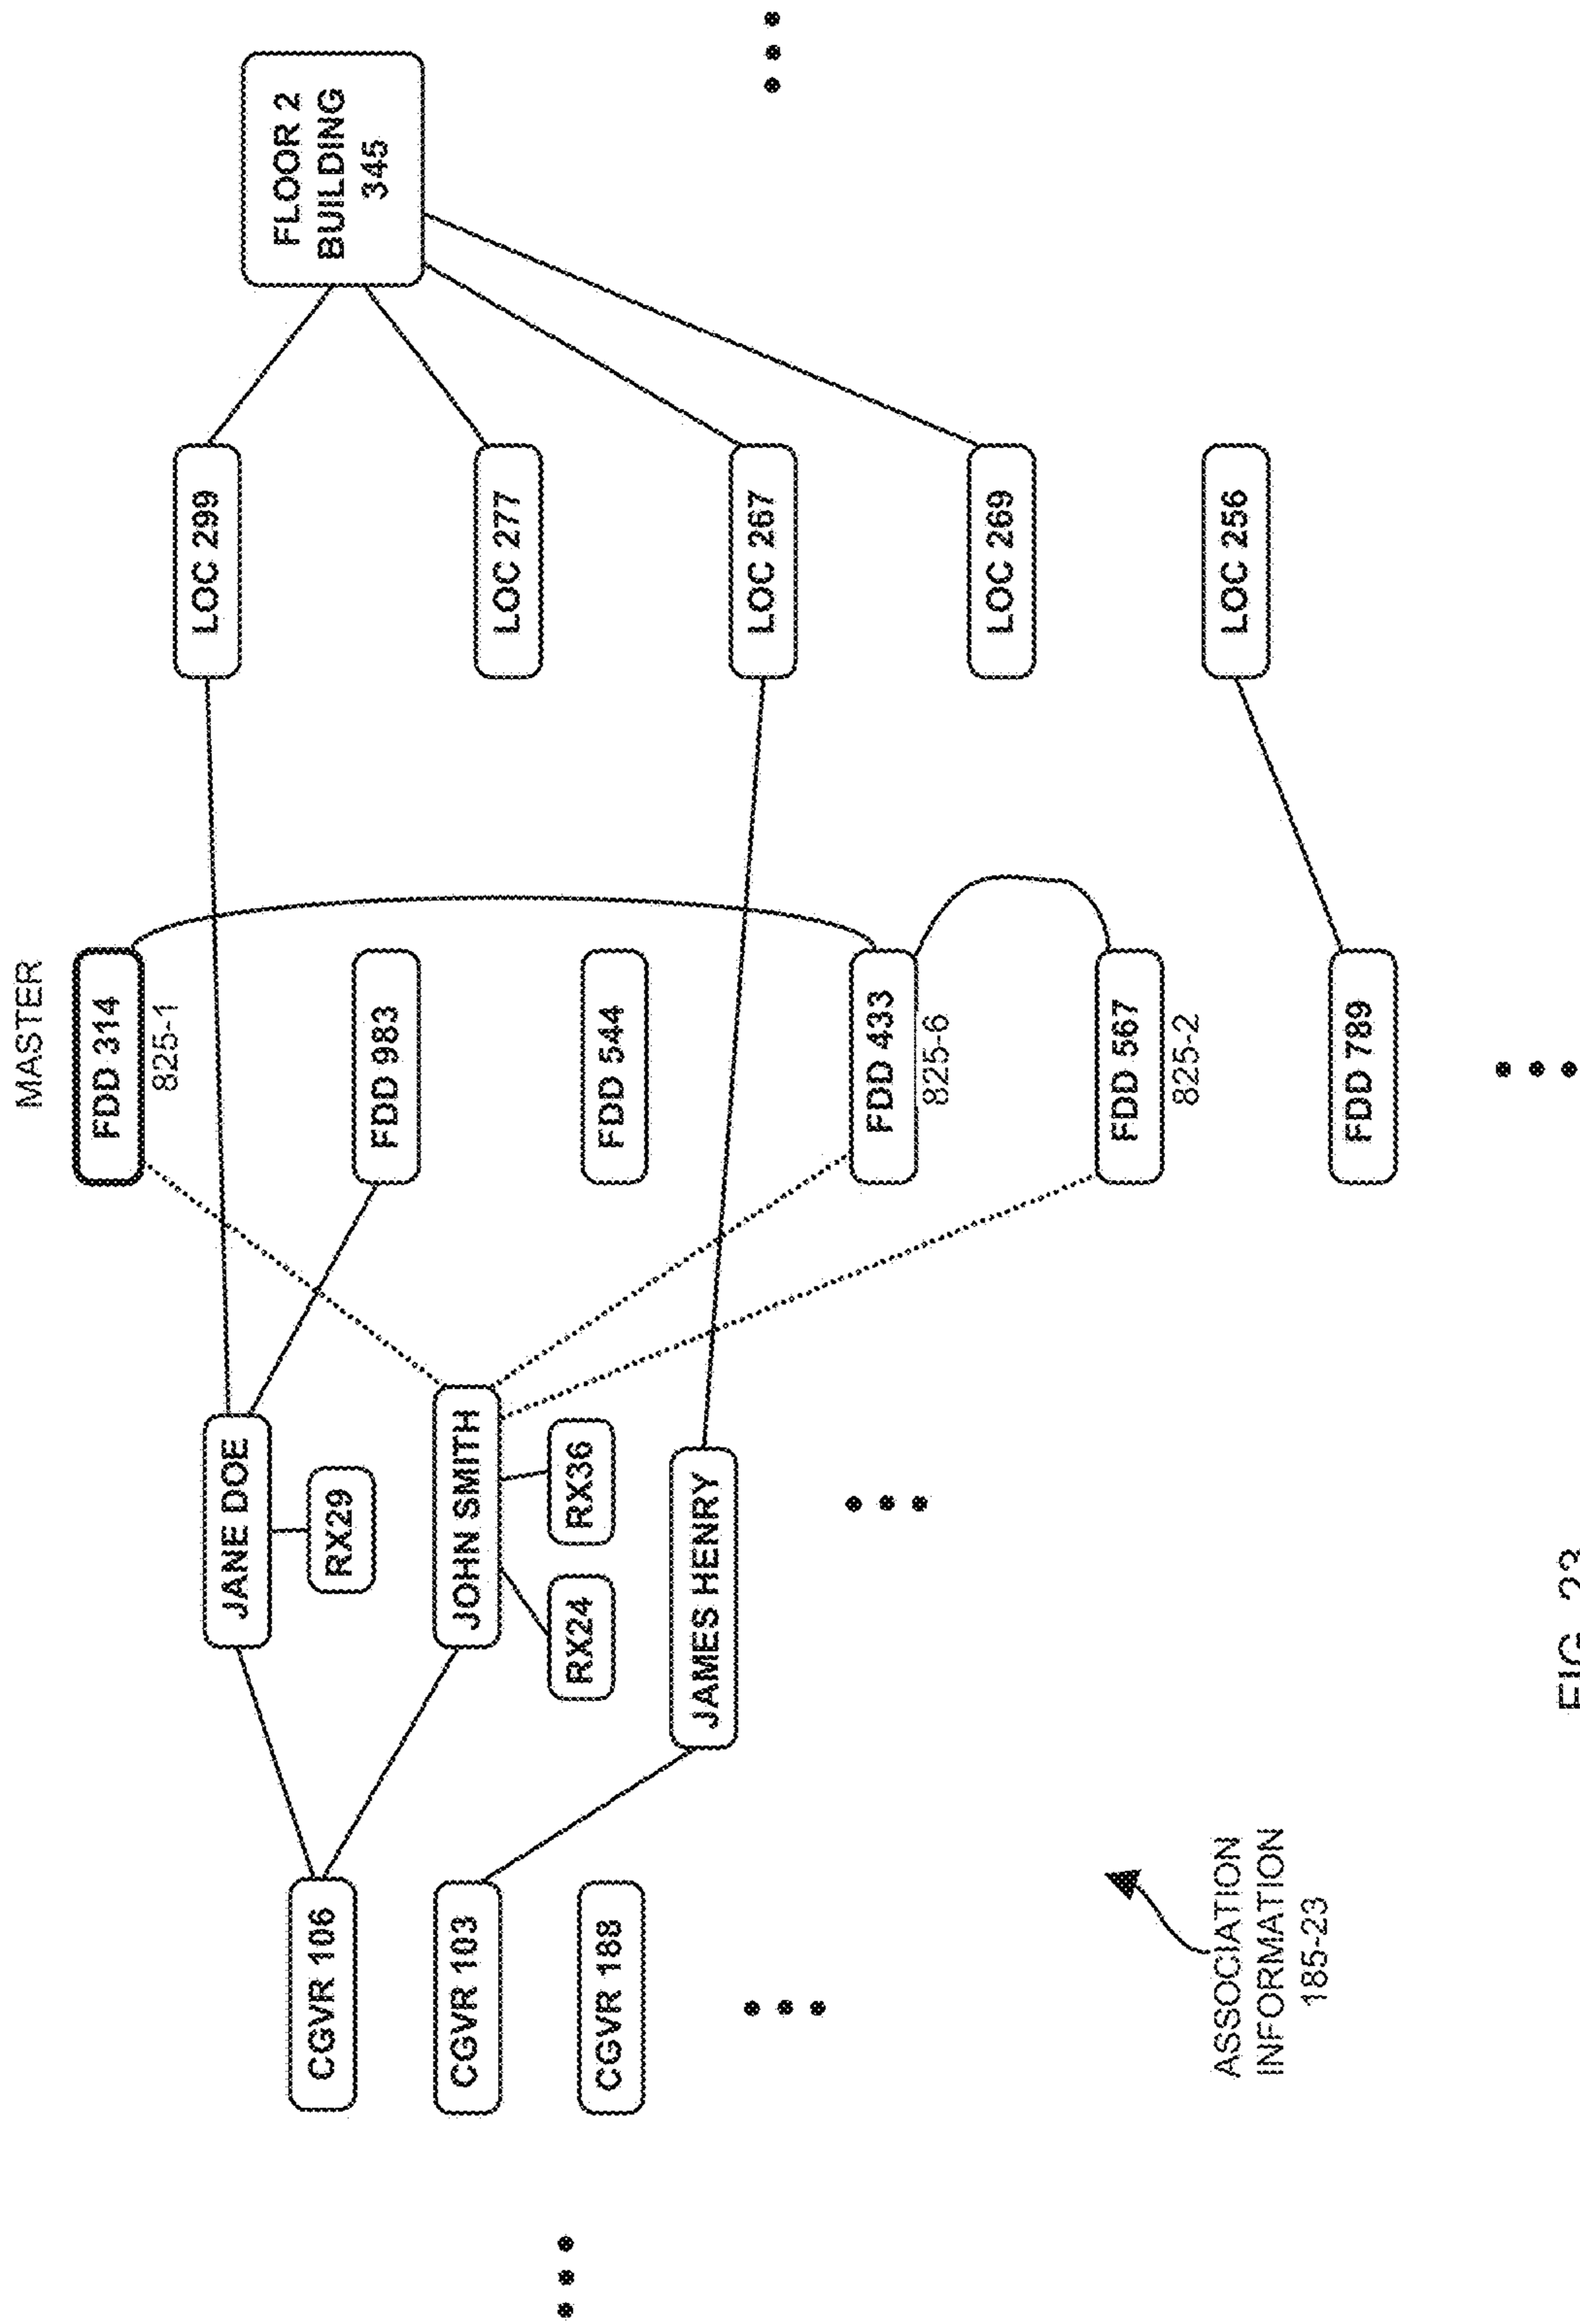 MASTER
CGVR 106
CGVR 103
CGVR 188
JANE DOE
RX29
JOHN SMITH
RX24
RX36
JAMES HENRY
FDD 314
825-1
FDD 983
FDD 544
FDD 433
825-6
FDD 567
825-2
FDD 789
LOC 299
LOC 277
LOC 267
LOC 269
LOC 256
FLOOR 2
BUILDING
345
ASSOCIATION
INFORMATION
185-23
FIG. 23